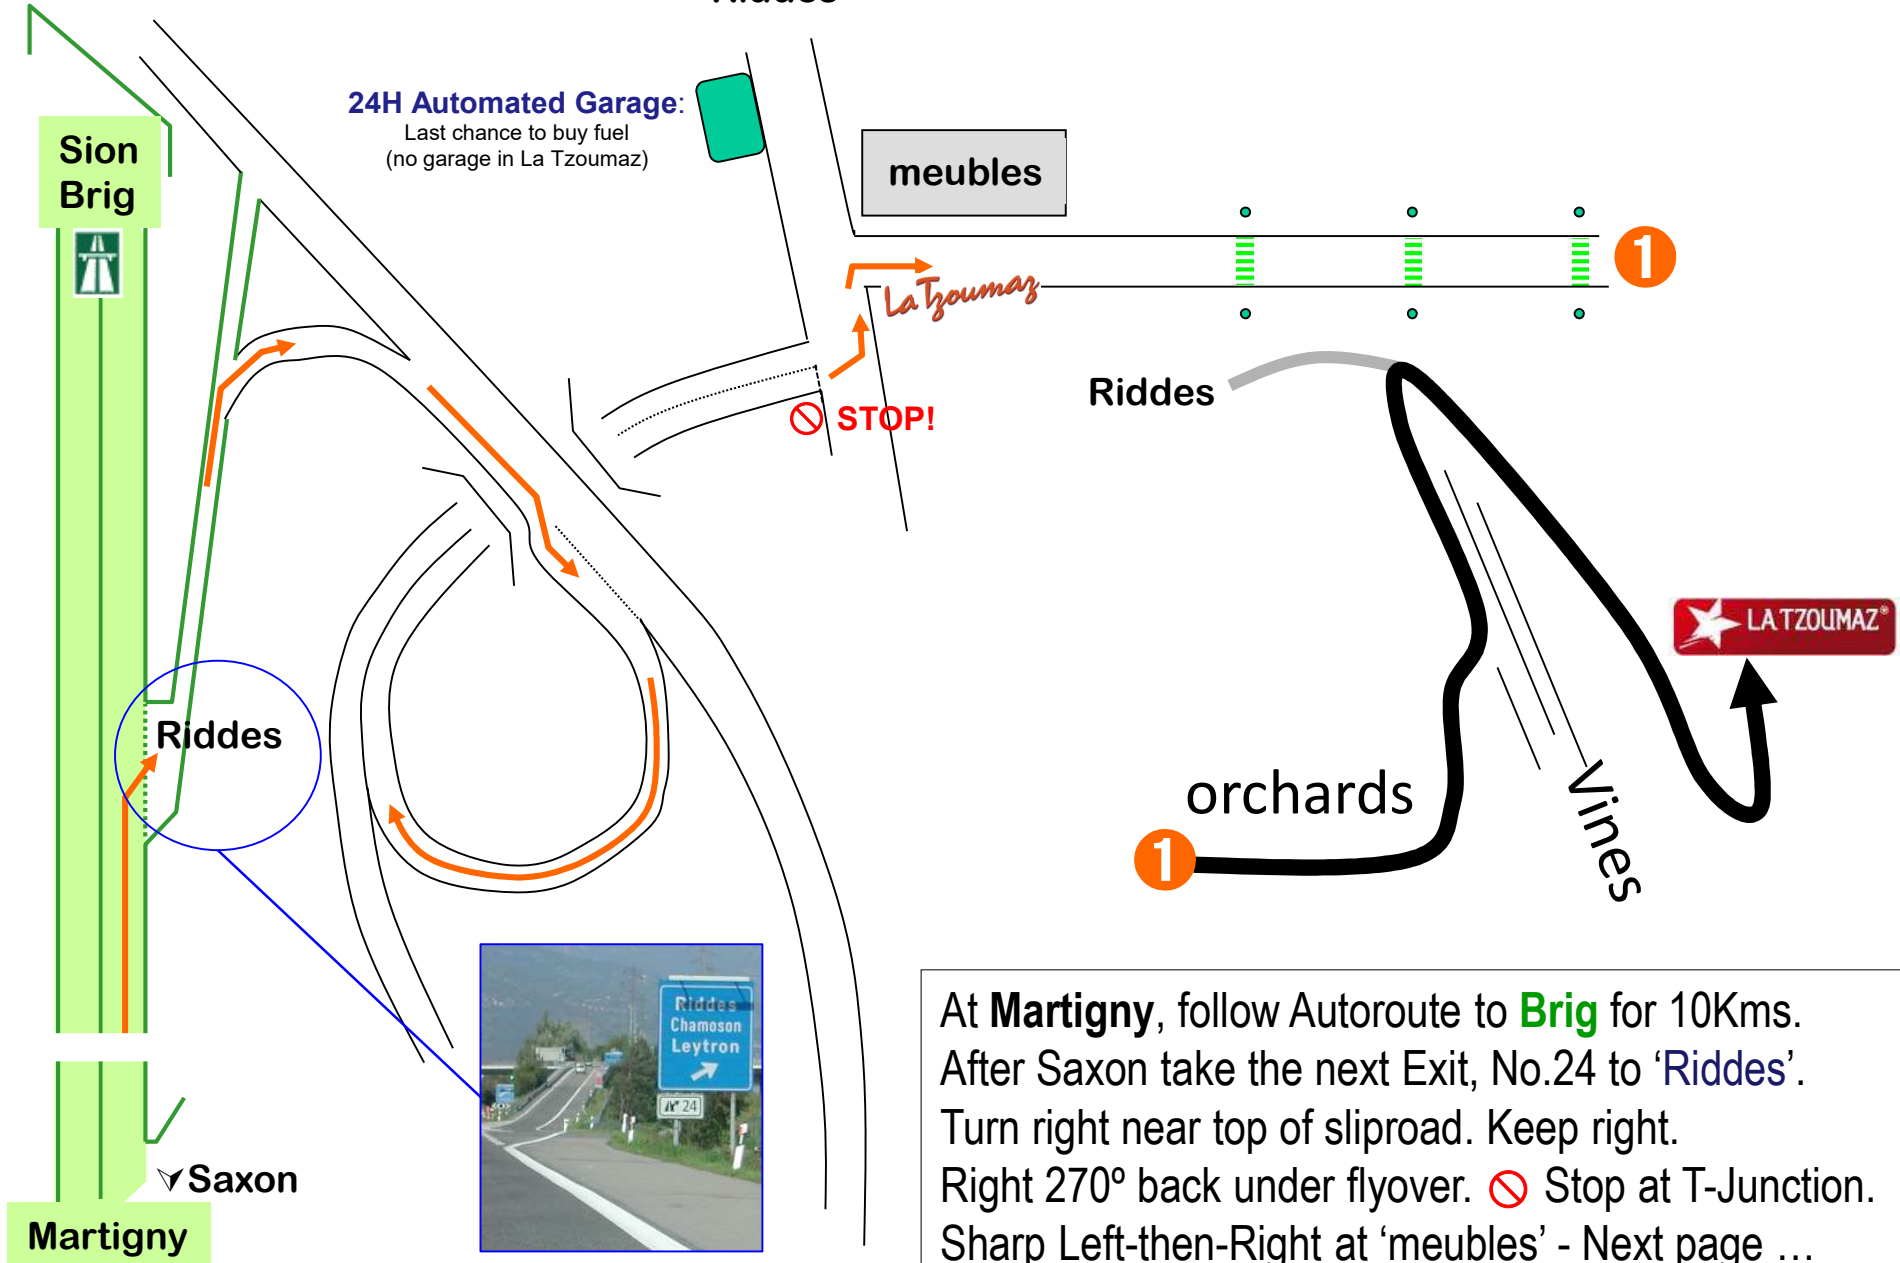 Riddes
24H Automated Garage:
Last chance to buy fuel
(no garage in La Tzoumaz)
Sion
Brig
meubles
1
La Tzoumaz
STOP!
Riddes
LA TZOUMAZ®
Riddes
orchards
Vines
1
Riddes
Chamoson
Leytron
24
Saxon
Martigny
At Martigny, follow Autoroute to Brig for 10Kms.
After Saxon take the next Exit, No.24 to ‘Riddes’.
Turn right near top of sliproad. Keep right.
Right 270º back under flyover. Stop at T-Junction.
Sharp Left-then-Right at ‘meubles’ - Next page …